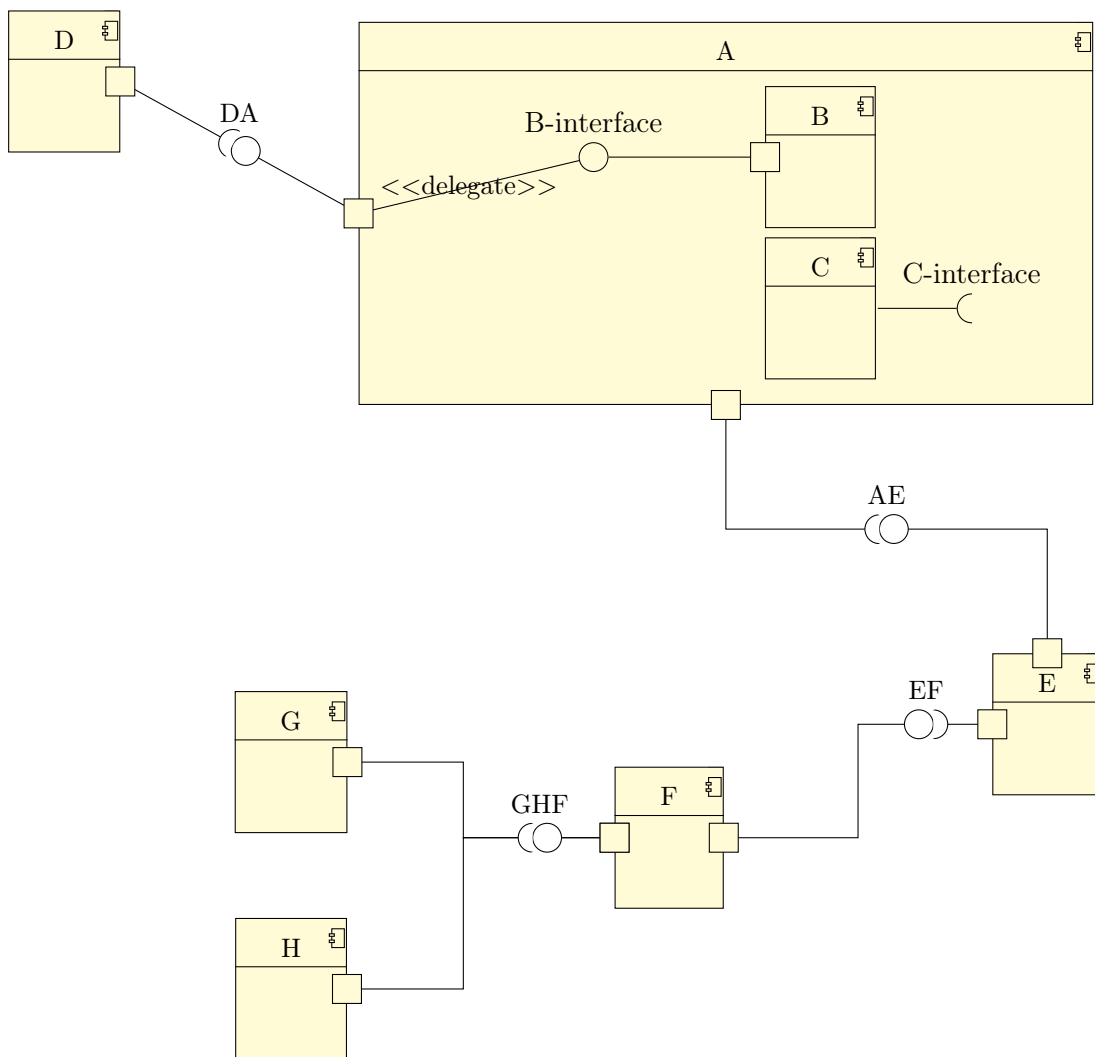 D
A
DA
B-interface
B
<<delegate>>
C
C-interface
AE
E
EF
G
F
GHF
H